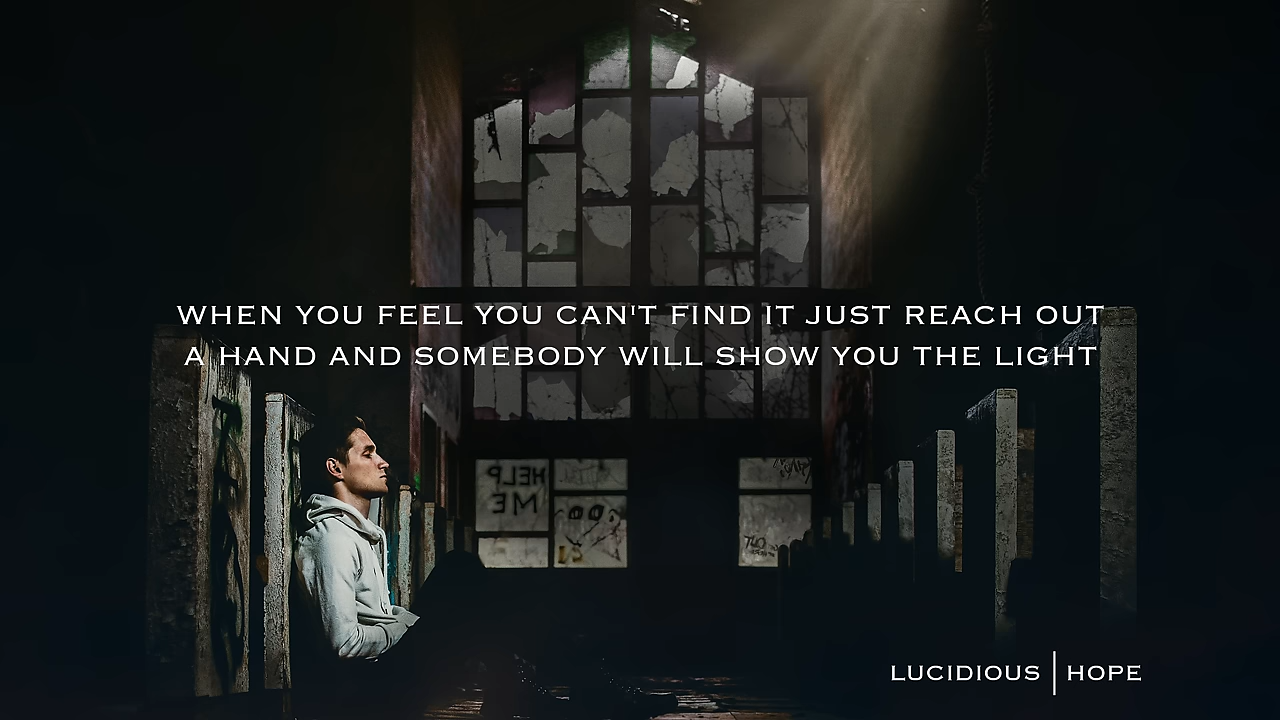 WHEN YOU FEEL YOU CAN'T FIND IT JUST REACH OUT
A HAND AND SOMEBODY WILL SHOW YOU THE LIGHT
HELP
ME
OUT
LUCIDIOUS | HOPE